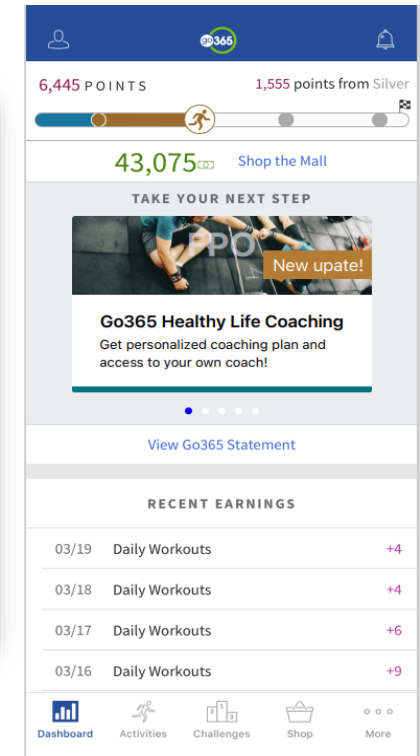 go365
6,445 POINTS
1,555 points from Silver
43,075
Shop the Mall
TAKE YOUR NEXT STEP
FPO
New upate!
Go365 Healthy Life Coaching
Get personalized coaching plan and
access to your own coach!
View Go365 Statement
RECENT EARNINGS
03/19 Daily Workouts +4
03/18 Daily Workouts +4
03/17 Daily Workouts +6
03/16 Daily Workouts +9
2 1 3
Dashboard Activities Challenges Shop More